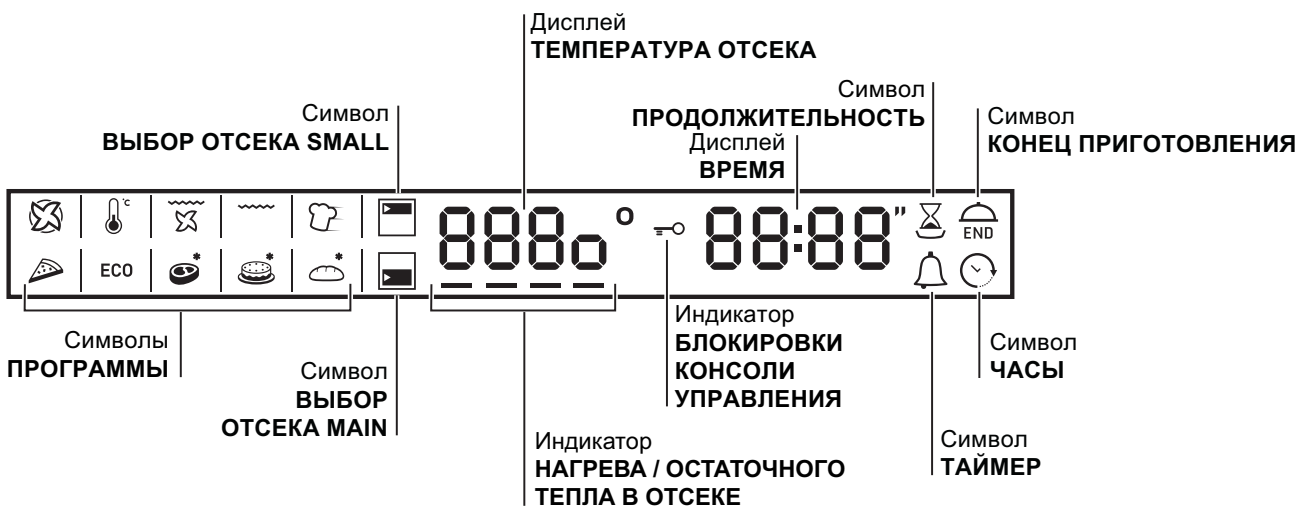 Дисплей
ТЕМПЕРАТУРА ОТСЕКА
Символ
ВЫБОР ОТСЕКА SMALL
Символ
ПРОДОЛЖИТЕЛЬНОСТЬ
Дисплей
ВРЕМЯ
Символ
КОНЕЦ ПРИГОТОВЛЕНИЯ
°C
888o° 88:88"
END
ECO
Символы
ПРОГРАММЫ
Символ
ВЫБОР
ОТСЕКА MAIN
Индикатор
НАГРЕВА / ОСТАТОЧНОГО
ТЕПЛА В ОТСЕКЕ
Индикатор
БЛОКИРОВКИ
КОНСОЛИ
УПРАВЛЕНИЯ
Символ
ТАЙМЕР
Символ
ЧАСЫ